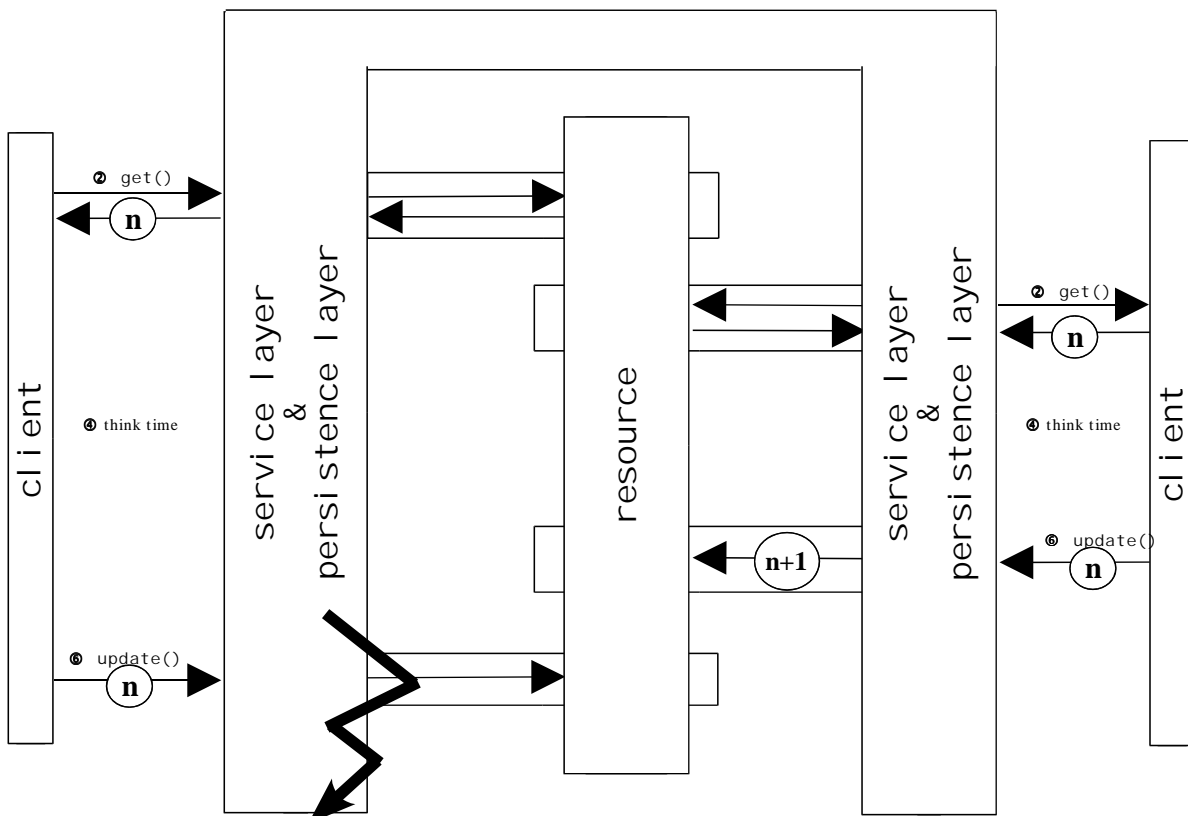 ② get()
n
④ think time
⑥ update()
n
client
service layer
&
persistence layer
resource
n+1
service layer
&
persistence layer
② get()
n
④ think time
⑥ update()
n
client